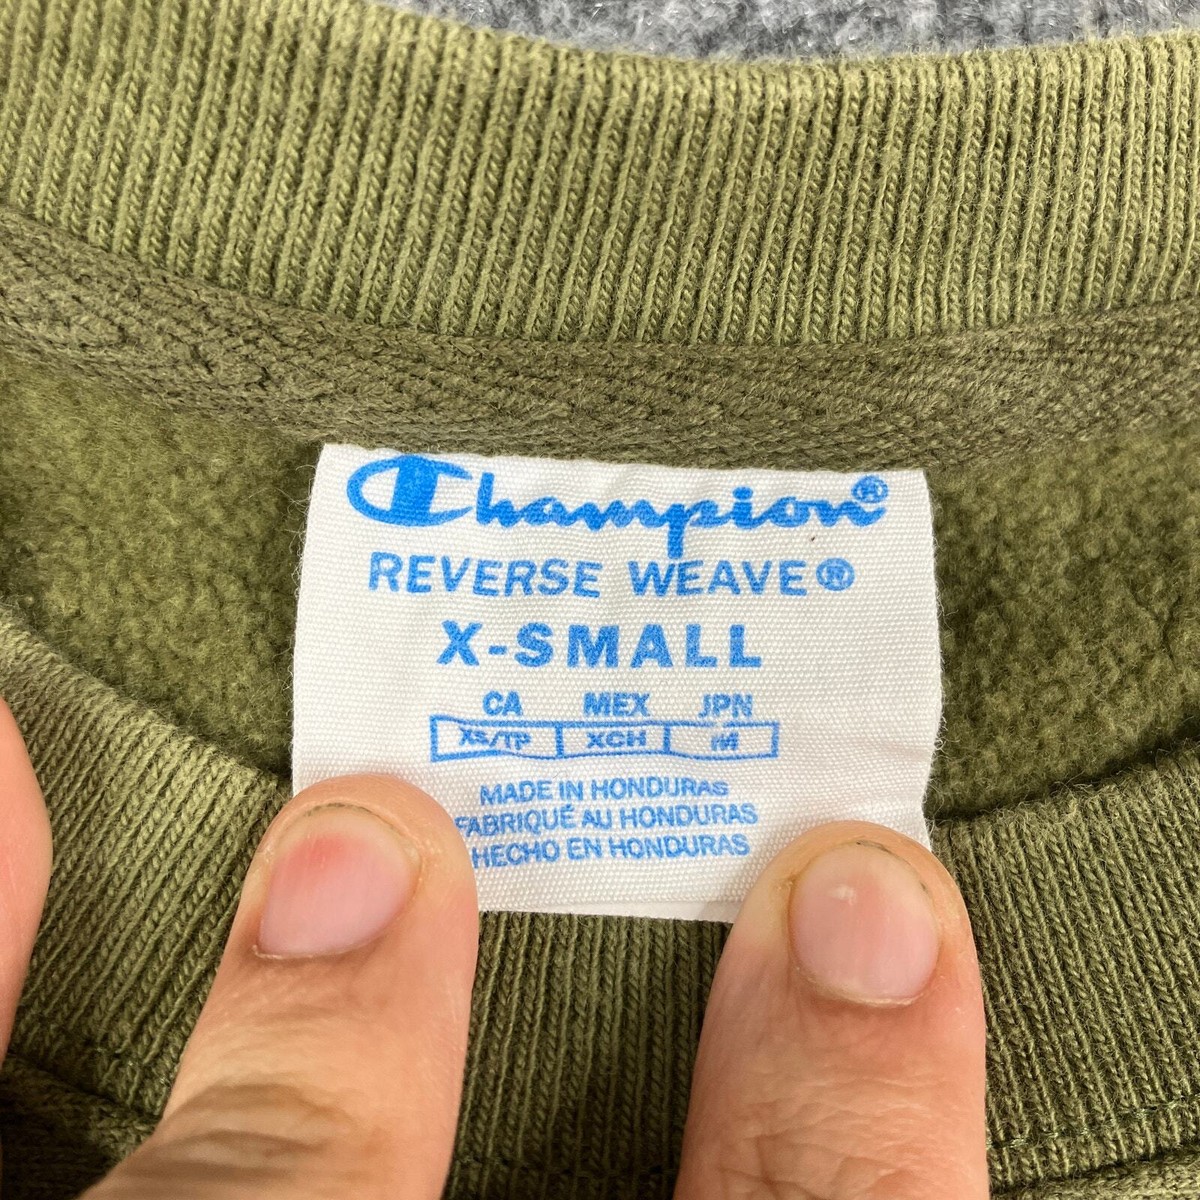 Champion®
REVERSE WEAVE®
X-SMALL
CA MEX JPN
XS/TP XCH M
MADE IN HONDURAS
FABRIQUÉ AU HONDURAS
HECHO EN HONDURAS